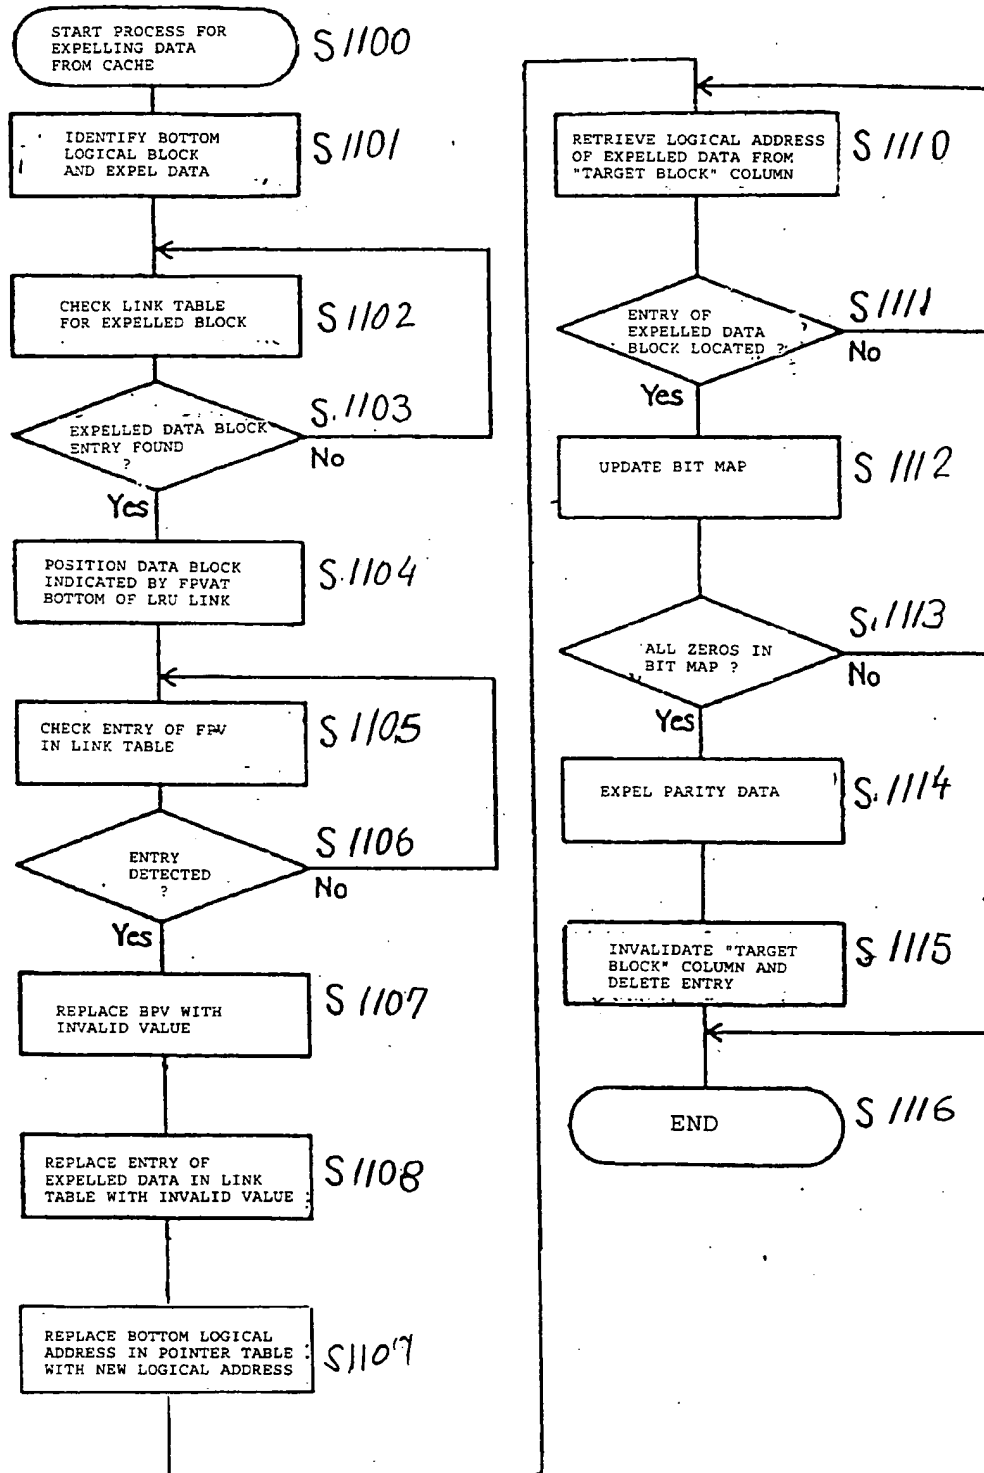 START PROCESS FOR
EXPELLING DATA
FROM CACHE
S1100
IDENTIFY BOTTOM
LOGICAL BLOCK
AND EXPEL DATA
S1101
CHECK LINK TABLE
FOR EXPELLED BLOCK
S1102
EXPELLED DATA BLOCK
ENTRY FOUND
?
S.1103
No
Yes
POSITION DATA BLOCK
INDICATED BY FPVAT
BOTTOM OF LRU LINK
S.1104
CHECK ENTRY OF FPV
IN LINK TABLE
S1105
ENTRY
DETECTED
?
S1106
No
Yes
REPLACE BPV WITH
INVALID VALUE
S1107
REPLACE ENTRY OF
EXPELLED DATA IN LINK
TABLE WITH INVALID VALUE
S1108
REPLACE BOTTOM LOGICAL
ADDRESS IN POINTER TABLE
WITH NEW LOGICAL ADDRESS
S1109
RETRIEVE LOGICAL ADDRESS
OF EXPELLED DATA FROM
"TARGET BLOCK" COLUMN
S1110
ENTRY OF
EXPELLED DATA
BLOCK LOCATED ?
S1111
No
Yes
UPDATE BIT MAP
S1112
ALL ZEROS IN
BIT MAP ?
S.1113
No
Yes
EXPEL PARITY DATA
S.1114
INVALIDATE "TARGET
BLOCK" COLUMN AND
DELETE ENTRY
S1115
END
S1116